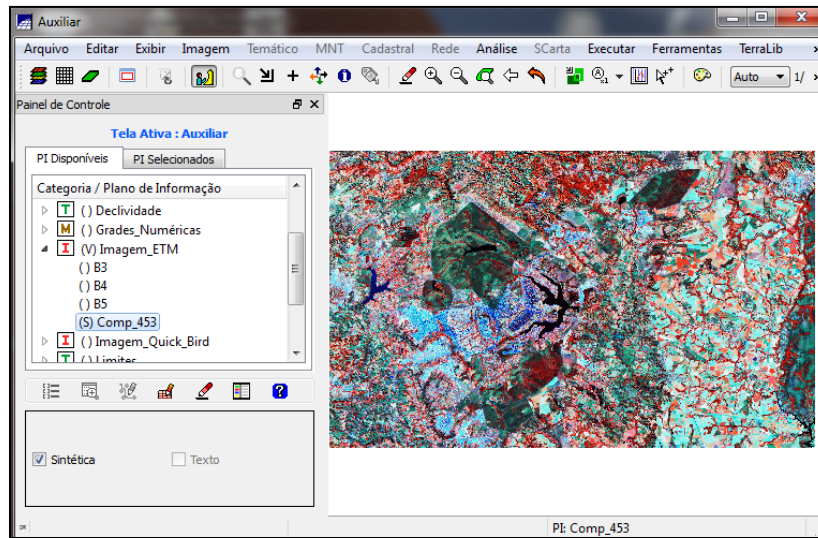 Auxiliar
Arquivo Editar Exibir Imagem Temático MNT Cadastral Rede Análise SCarta Executar Ferramentas TerraLib »
Auto 1/ »
Painel de Controle
Tela Ativa : Auxiliar
PI Disponíveis PI Selecionados
Categoria / Plano de Informação
T () Declividade
M () Grades_Numéricas
I (V) Imagem_ETM
() B3
() B4
() B5
(S) Comp_453
I () Imagem_Quick_Bird
T () Limites
Sintética Texto
PI: Comp_453